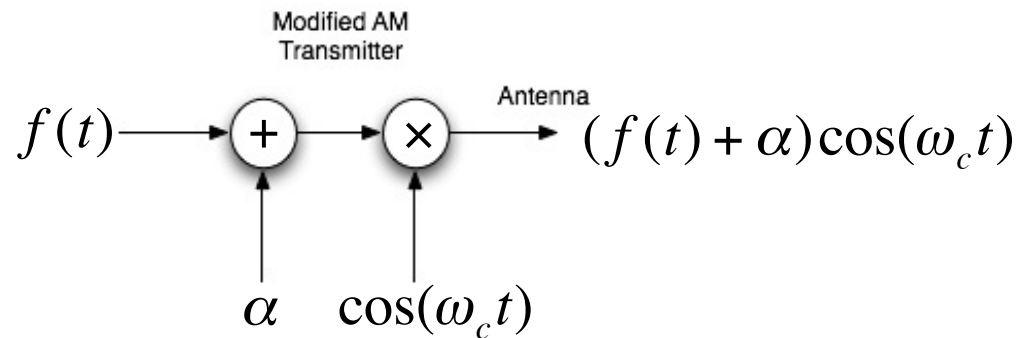 Modified AM
Transmitter
Antenna
f(t) + × (f(t) + α)cos(ω_c t)
α cos(ω_c t)